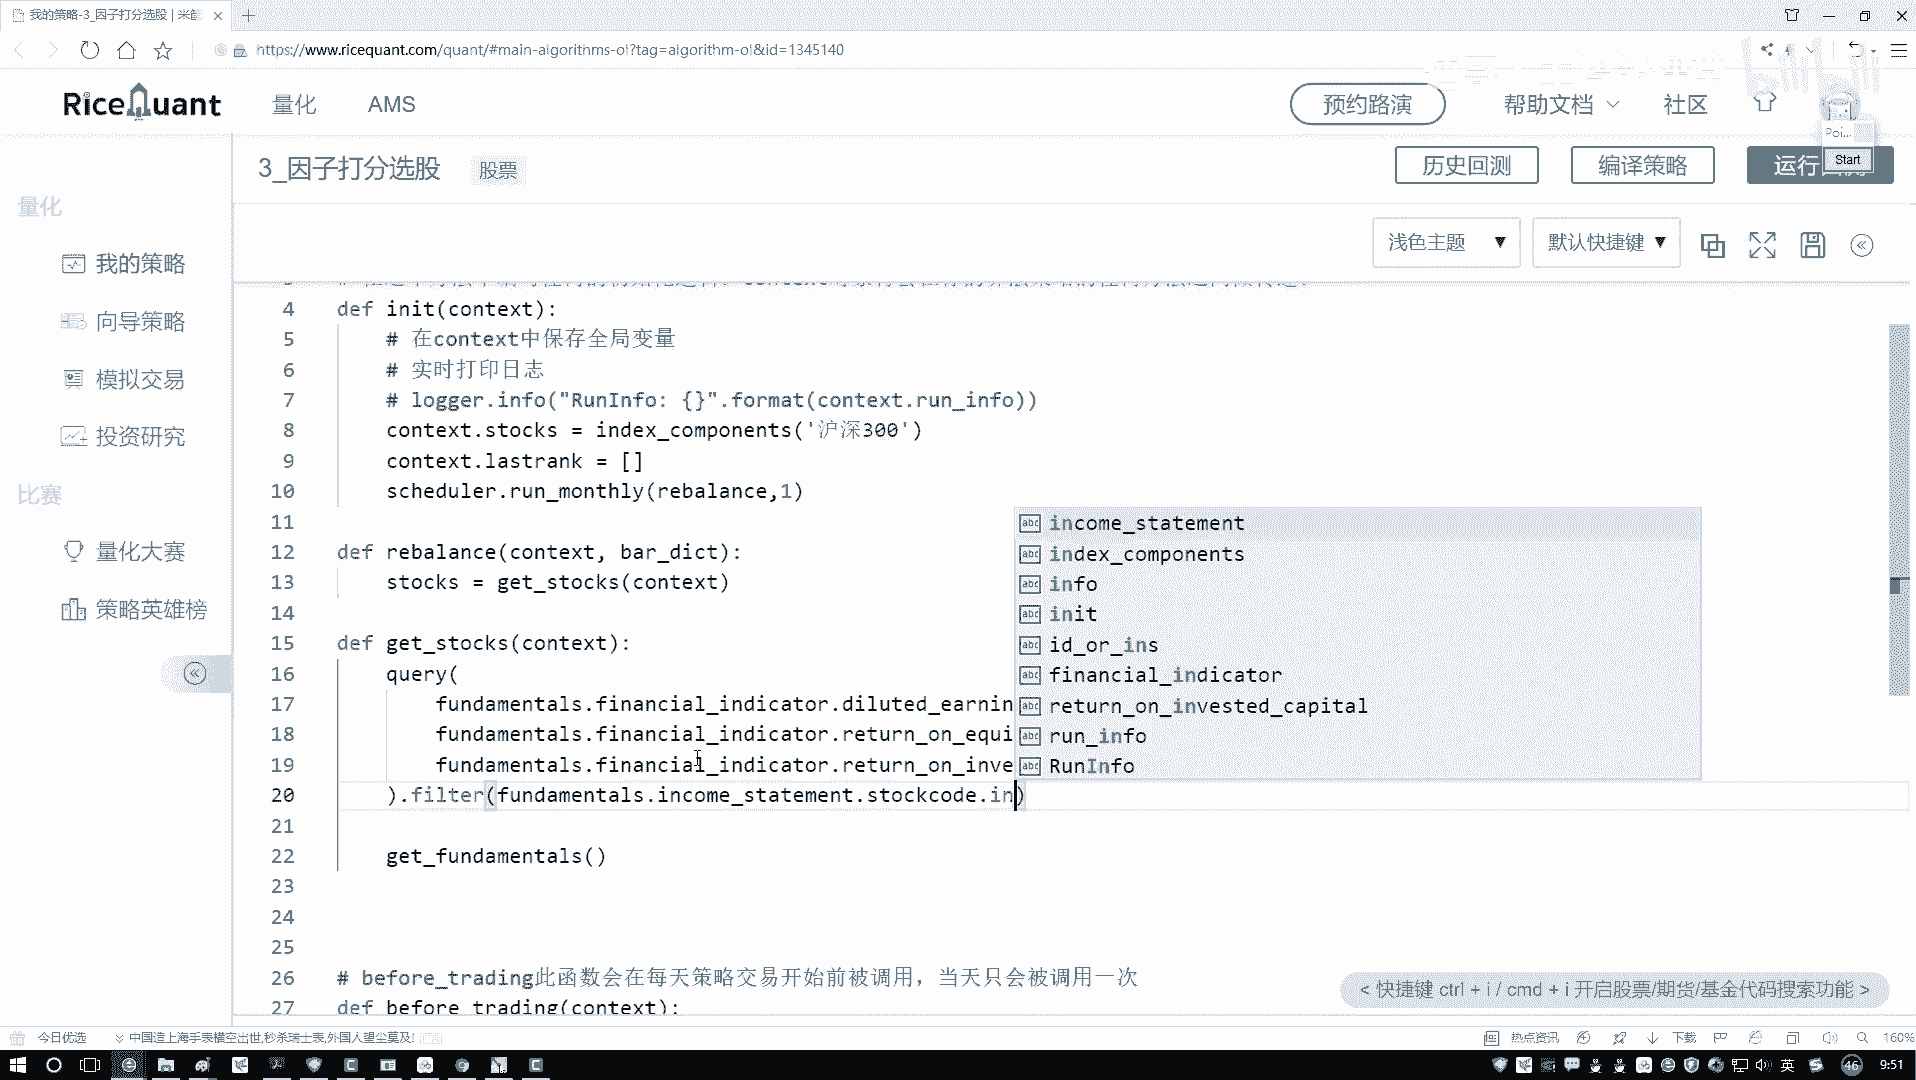 我的策略-3_因子打分选股 | 米筐
https://www.ricequant.com/quant/#main-algorithms-ol?tag=algorithm-ol&id=1345140
RiceQuant
量化
AMS
预约路演
帮助文档
社区
Poi...
Start
3_因子打分选股
股票
历史回测
编译策略
运行
浅色主题 ▼
默认快捷键 ▼
量化
我的策略
向导策略
模拟交易
投资研究
比赛
量化大赛
策略英雄榜
4 def init(context):
5 # 在context中保存全局变量
6 # 实时打印日志
7 # logger.info("RunInfo: {}".format(context.run_info))
8 context.stocks = index_components('沪深300')
9 context.lastrank = []
10 scheduler.run_monthly(rebalance,1)
11
12 def rebalance(context, bar_dict):
13 stocks = get_stocks(context)
14
15 def get_stocks(context):
16 query(
17 fundamentals.financial_indicator.diluted_earnin
18 fundamentals.financial_indicator.return_on_equi
19 fundamentals.financial_indicator.return_on_inve
20 ).filter(fundamentals.income_statement.stockcode.in)
21
22 get_fundamentals()
23
24
25
26 # before_trading此函数会在每天策略交易开始前被调用，当天只会被调用一次
27 def before_trading(context):
abc income_statement
abc index_components
abc info
abc init
abc id_or_ins
abc financial_indicator
abc return_on_invested_capital
abc run_info
abc RunInfo
< 快捷键 ctrl + i / cmd + i 开启股票/期货/基金代码搜索功能 >
今日优选
中国造上海手表横空出世,秒杀瑞士表,外国人望尘莫及!
热点资讯
下载
160%
英
46
9:51